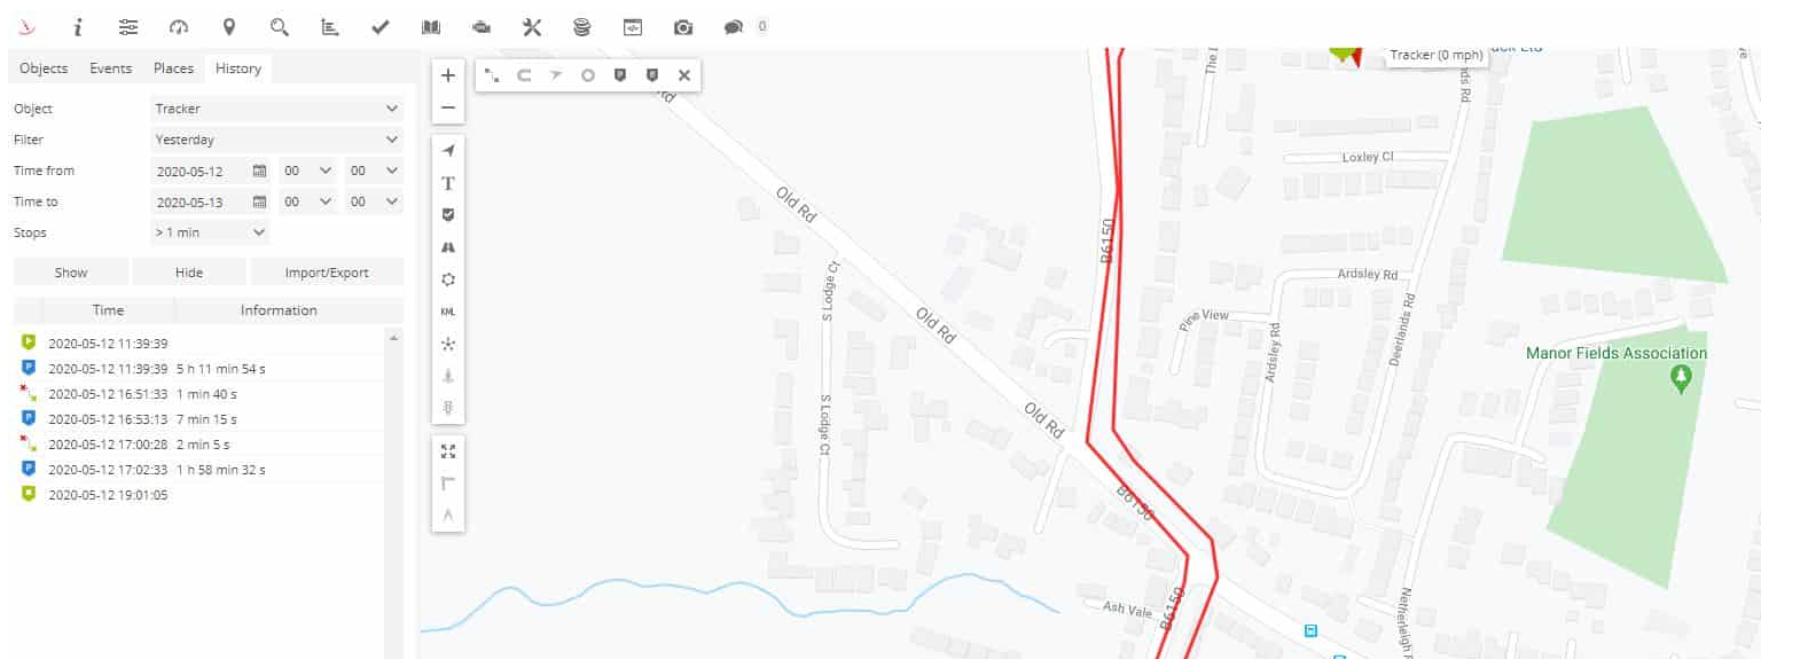 0
Objects Events Places History
Object Tracker
Filter Yesterday
Time from 2020-05-12 00 00
Time to 2020-05-13 00 00
Stops > 1 min
Show Hide Import/Export
Time Information
2020-05-12 11:39:39
2020-05-12 11:39:39 5 h 11 min 54 s
2020-05-12 16:51:33 1 min 40 s
2020-05-12 16:53:13 7 min 15 s
2020-05-12 17:00:28 2 min 5 s
2020-05-12 17:02:33 1 h 58 min 32 s
2020-05-12 19:01:05
+
−
T
KML
Tracker (0 mph)
Rd
The
Rd
Loxley Cl
Old Rd
B6150
Ardsley Rd
S Lodge Ct
Pine View
Old Rd
Deerlands Rd
Ardsley Rd
Manor Fields Association
Old Rd
S Lodge Ct
B6150
Ash Vale
B6150
Netherleigh